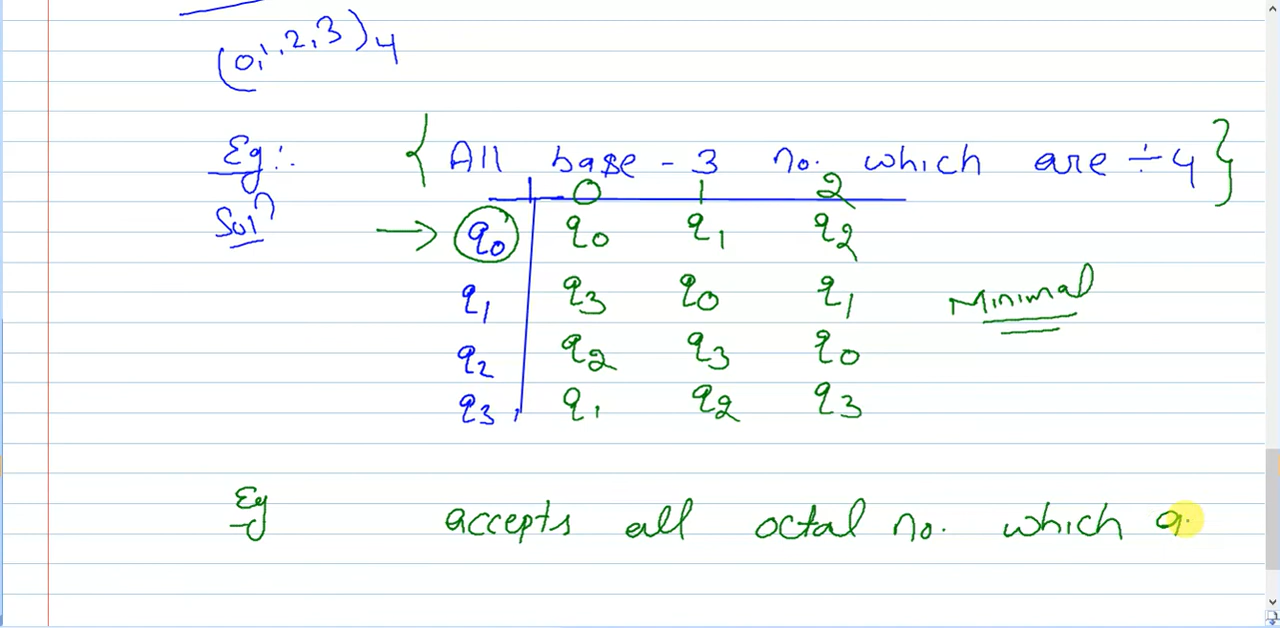 (0,1,2,3)4
Eg:. { All base - 3 no. which are ÷ 4 }
Solⁿ 0 1 2
→ q0 q0 q1 q2
q1 q3 q0 q1 Minimal
q2 q2 q3 q0
q3 q1 q2 q3
Eg accepts all octal no. which